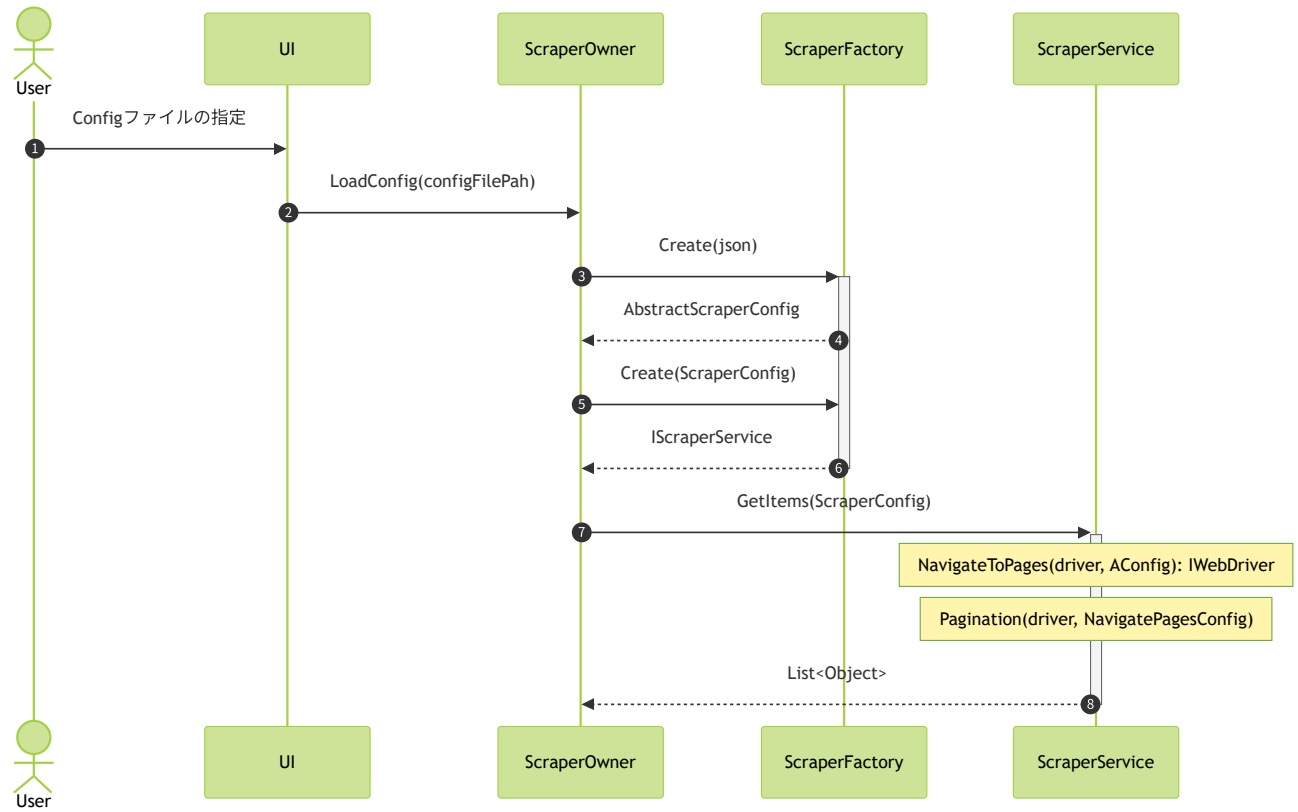 User
UI
ScraperOwner
ScraperFactory
ScraperService
Configファイルの指定
1
LoadConfig(configFilePah)
2
Create(json)
3
AbstractScraperConfig
4
Create(ScraperConfig)
5
IScraperService
6
GetItems(ScraperConfig)
7
NavigateToPages(driver, AConfig): IWebDriver
Pagination(driver, NavigatePagesConfig)
List<Object>
8
User
UI
ScraperOwner
ScraperFactory
ScraperService